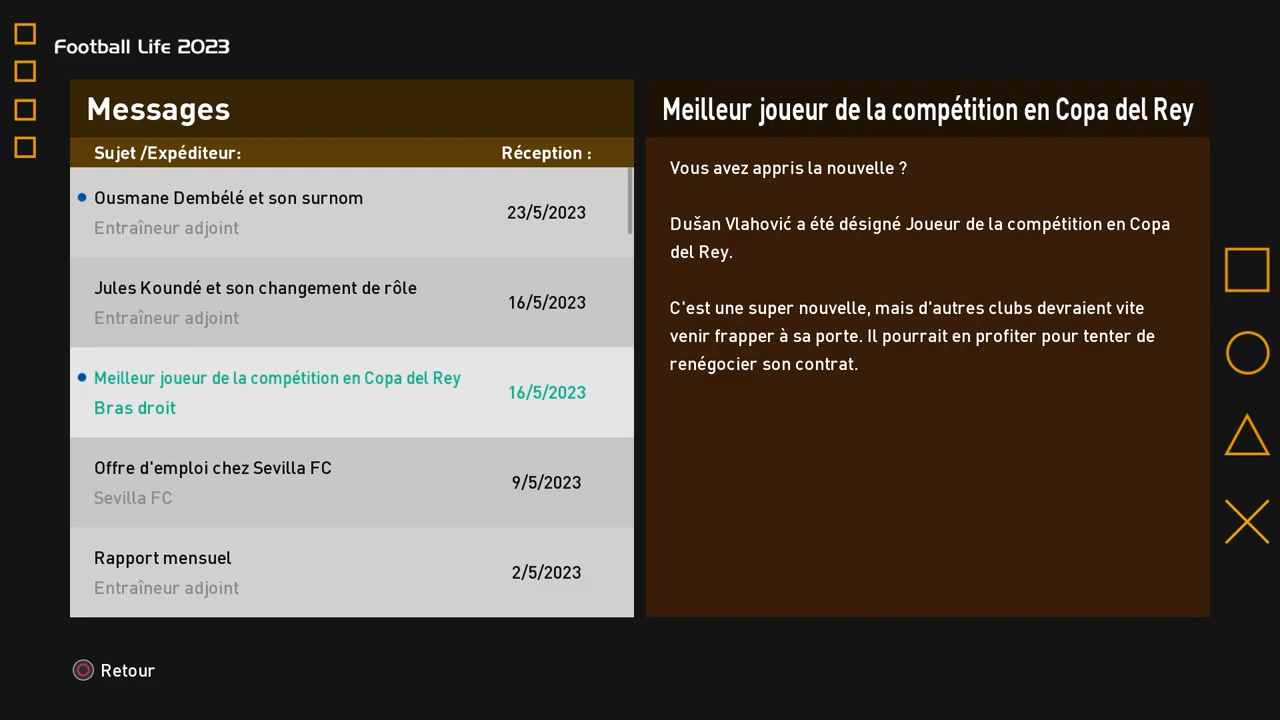 Football Life 2023
Messages
Sujet /Expéditeur:
Réception :
Ousmane Dembélé et son surnom
Entraîneur adjoint
23/5/2023
Jules Koundé et son changement de rôle
Entraîneur adjoint
16/5/2023
Meilleur joueur de la compétition en Copa del Rey
Bras droit
16/5/2023
Offre d'emploi chez Sevilla FC
Sevilla FC
9/5/2023
Rapport mensuel
Entraîneur adjoint
2/5/2023
Meilleur joueur de la compétition en Copa del Rey
Vous avez appris la nouvelle ?
Dušan Vlahović a été désigné Joueur de la compétition en Copa
del Rey.
C'est une super nouvelle, mais d'autres clubs devraient vite
venir frapper à sa porte. Il pourrait en profiter pour tenter de
renégocier son contrat.
Retour